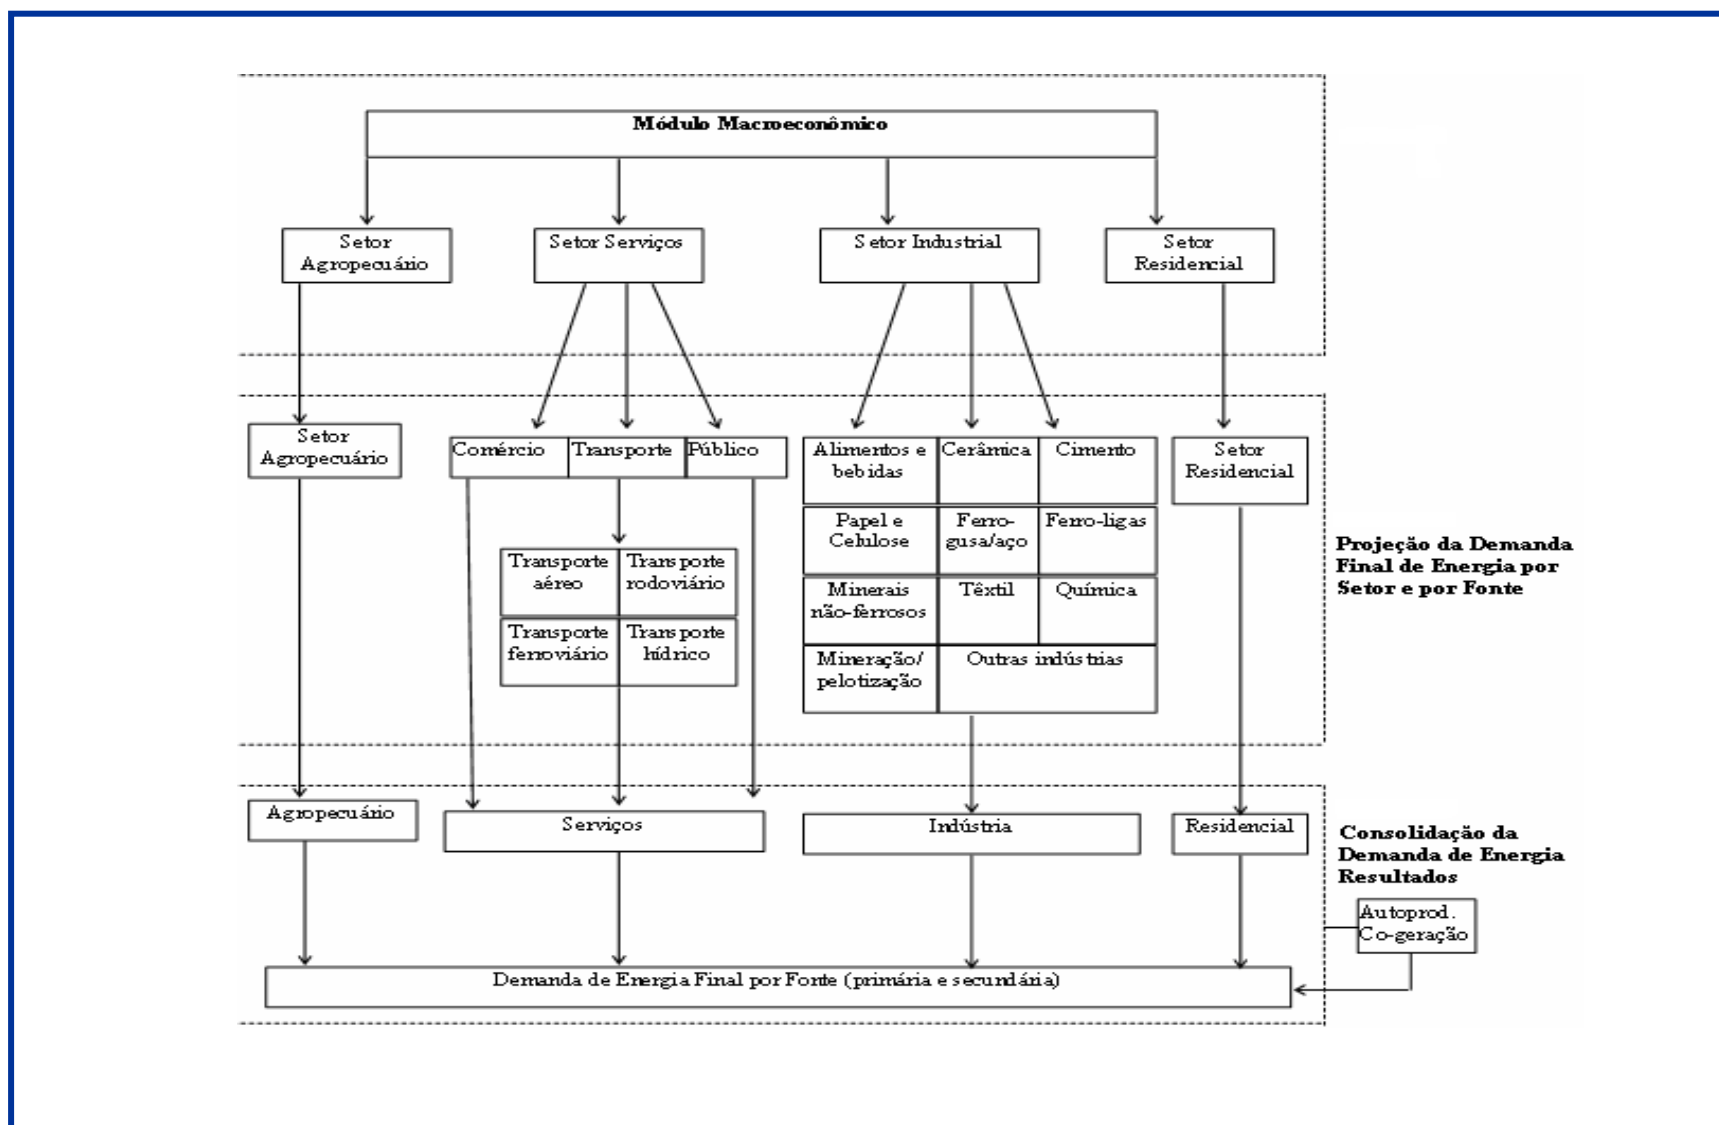 Módulo Macroeconômico
Setor
Agropecuário
Setor Serviços
Setor Industrial
Setor
Residencial
Setor
Agropecuário
Comércio
Transporte
Público
Alimentos e
bebidas
Cerâmica
Cimento
Setor
Residencial
Papel e
Celulose
Ferro-
gusa/aço
Ferro-ligas
Transporte
aéreo
Transporte
rodoviário
Minerais
não-ferrosos
Têxtil
Química
Transporte
ferroviário
Transporte
hídrico
Mineração/
pelotização
Outras indústrias
Projeção da Demanda
Final de Energia por
Setor e por Fonte
Agropecuário
Serviços
Indústria
Residencial
Consolidação da
Demanda de Energia
Resultados
Autoprod.
Co-geração
Demanda de Energia Final por Fonte (primária e secundária)